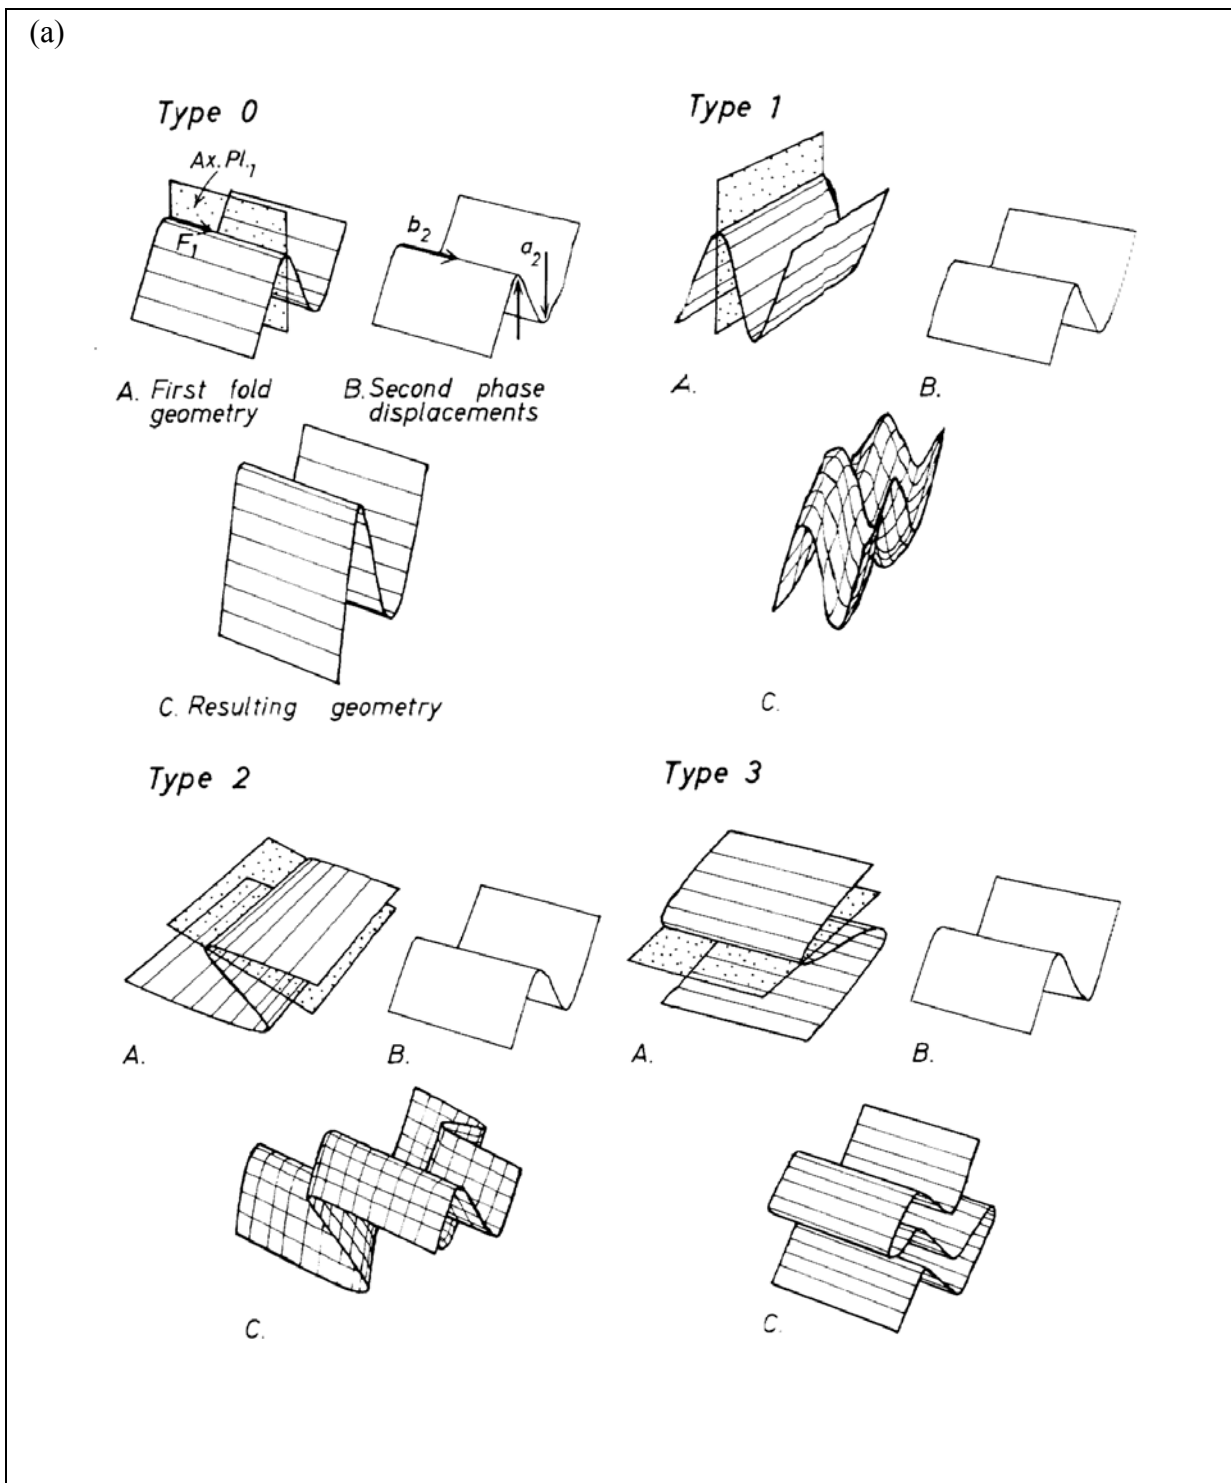 (a)
Type 0
Ax. Pl.1
F1
b2
a2
A. First fold
geometry
B. Second phase
displacements
C. Resulting geometry
Type 1
A.
B.
C.
Type 2
A.
B.
C.
Type 3
A.
B.
C.